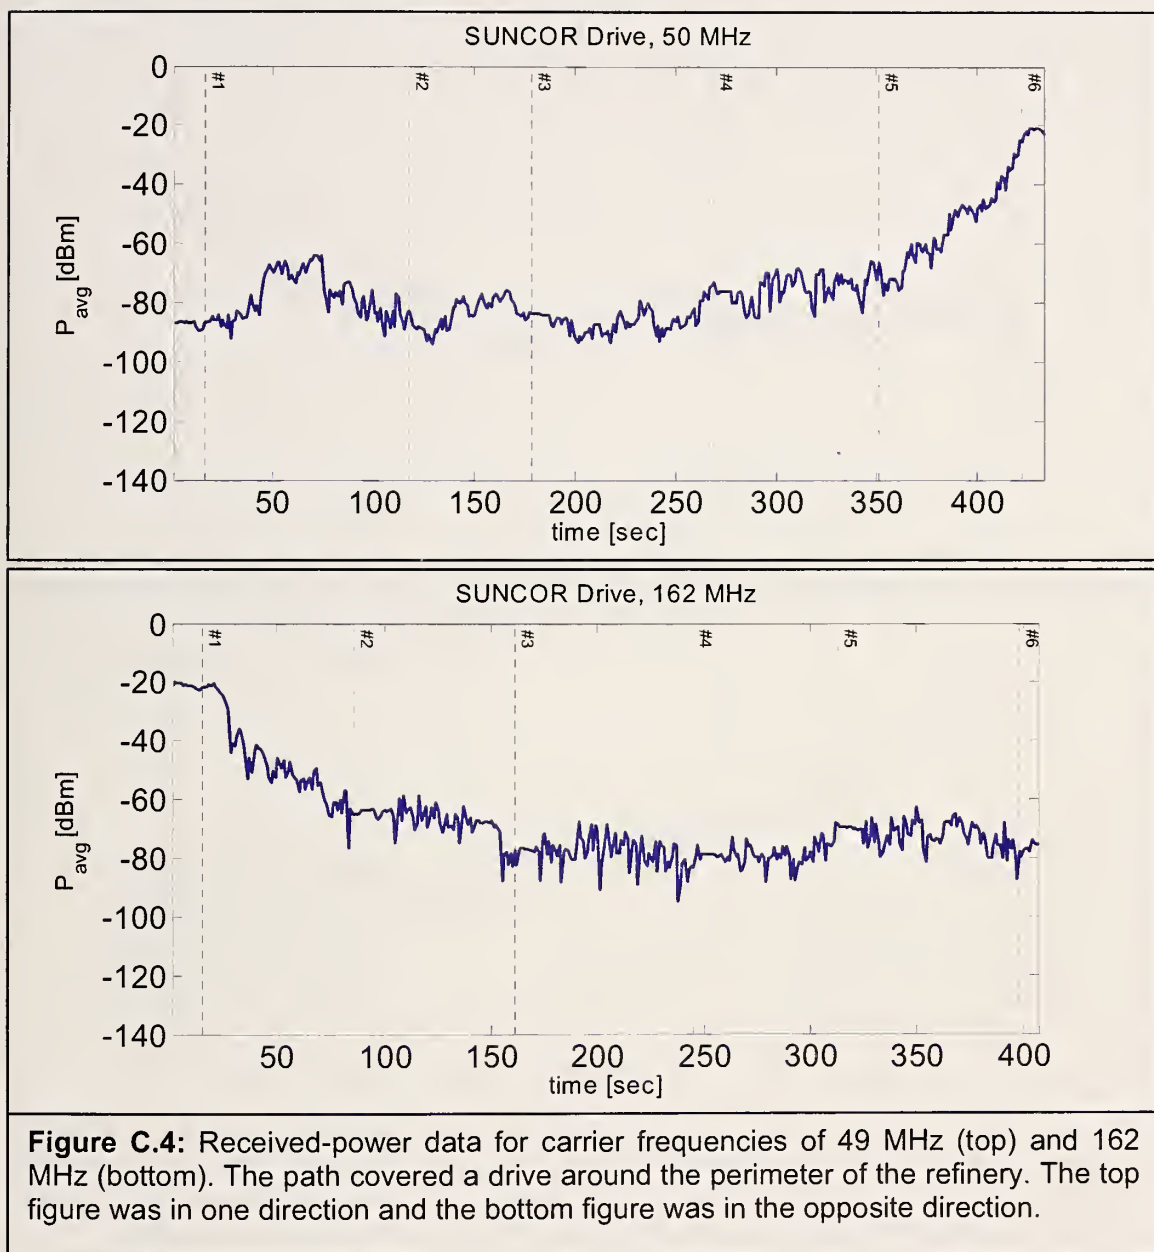 SUNCOR Drive, 50 MHz
#1 #2 #3 #4 #5 #6
0
-20
-40
-60
-80
-100
-120
-140
P_avg [dBm]
50 100 150 200 250 300 350 400
time [sec]
SUNCOR Drive, 162 MHz
#1 #2 #3 #4 #5 #6
0
-20
-40
-60
-80
-100
-120
-140
P_avg [dBm]
50 100 150 200 250 300 350 400
time [sec]
Figure C.4: Received-power data for carrier frequencies of 49 MHz (top) and 162
MHz (bottom). The path covered a drive around the perimeter of the refinery. The top
figure was in one direction and the bottom figure was in the opposite direction.